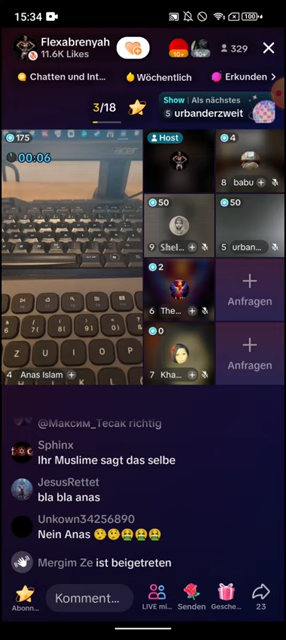 15:34
100+
Flexabrenyah
11.6K Likes
10+
10+
329
Chatten und Int...
Wöchentlich
Erkunden
3/18
Show | Als nächstes
S urbanderzweit
175
00:06
acer
Z U I O P
4 Anas Islam
Host
4
8 babu
50
9 Shel...
50
5 urban...
2
6 The...
Anfragen
0
7 Kha...
Anfragen
@Максим_Тесак richtig
Sphinx
Ihr Muslime sagt das selbe
JesusRettet
bla bla anas
Unkown34256890
Nein Anas 🤥🤥🤮🤮🤮
Mergim Ze ist beigetreten
Abonn...
Komment...
LIVE mi...
Senden
Gesche...
23